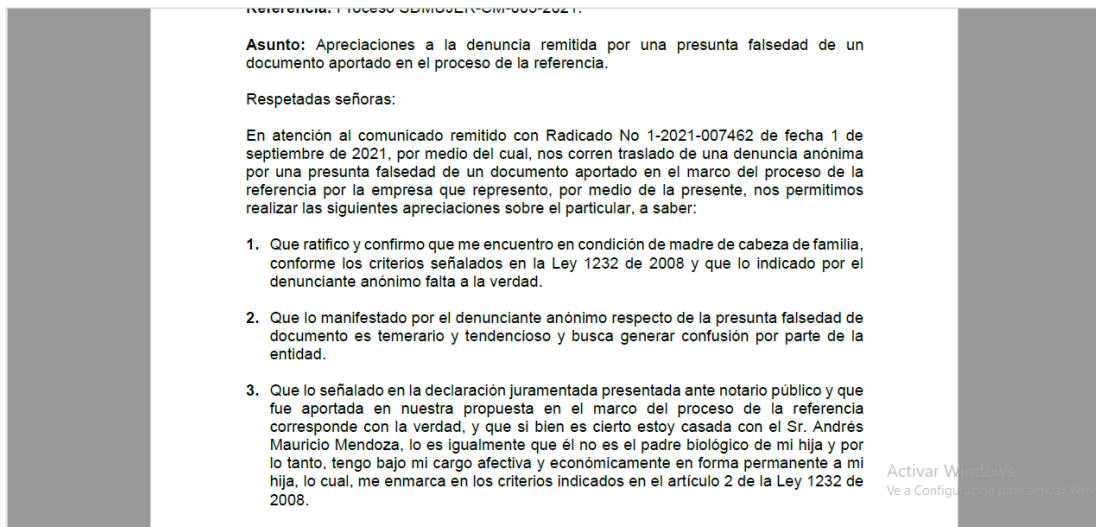 Referencia: Proceso SDMUJER-CM-005-2021.
Asunto: Apreciaciones a la denuncia remitida por una presunta falsedad de un
documento aportado en el proceso de la referencia.
Respetadas señoras:
En atención al comunicado remitido con Radicado No 1-2021-007462 de fecha 1 de
septiembre de 2021, por medio del cual, nos corren traslado de una denuncia anónima
por una presunta falsedad de un documento aportado en el marco del proceso de la
referencia por la empresa que represento, por medio de la presente, nos permitimos
realizar las siguientes apreciaciones sobre el particular, a saber:
1. Que ratifico y confirmo que me encuentro en condición de madre de cabeza de familia,
conforme los criterios señalados en la Ley 1232 de 2008 y que lo indicado por el
denunciante anónimo falta a la verdad.
2. Que lo manifestado por el denunciante anónimo respecto de la presunta falsedad de
documento es temerario y tendencioso y busca generar confusión por parte de la
entidad.
3. Que lo señalado en la declaración juramentada presentada ante notario público y que
fue aportada en nuestra propuesta en el marco del proceso de la referencia
corresponde con la verdad, y que si bien es cierto estoy casada con el Sr. Andrés
Mauricio Mendoza, lo es igualmente que él no es el padre biológico de mi hija y por
lo tanto, tengo bajo mi cargo afectiva y económicamente en forma permanente a mi
hija, lo cual, me enmarca en los criterios indicados en el artículo 2 de la Ley 1232 de
2008.
Activar Windows
Ve a Configuración para activar Win